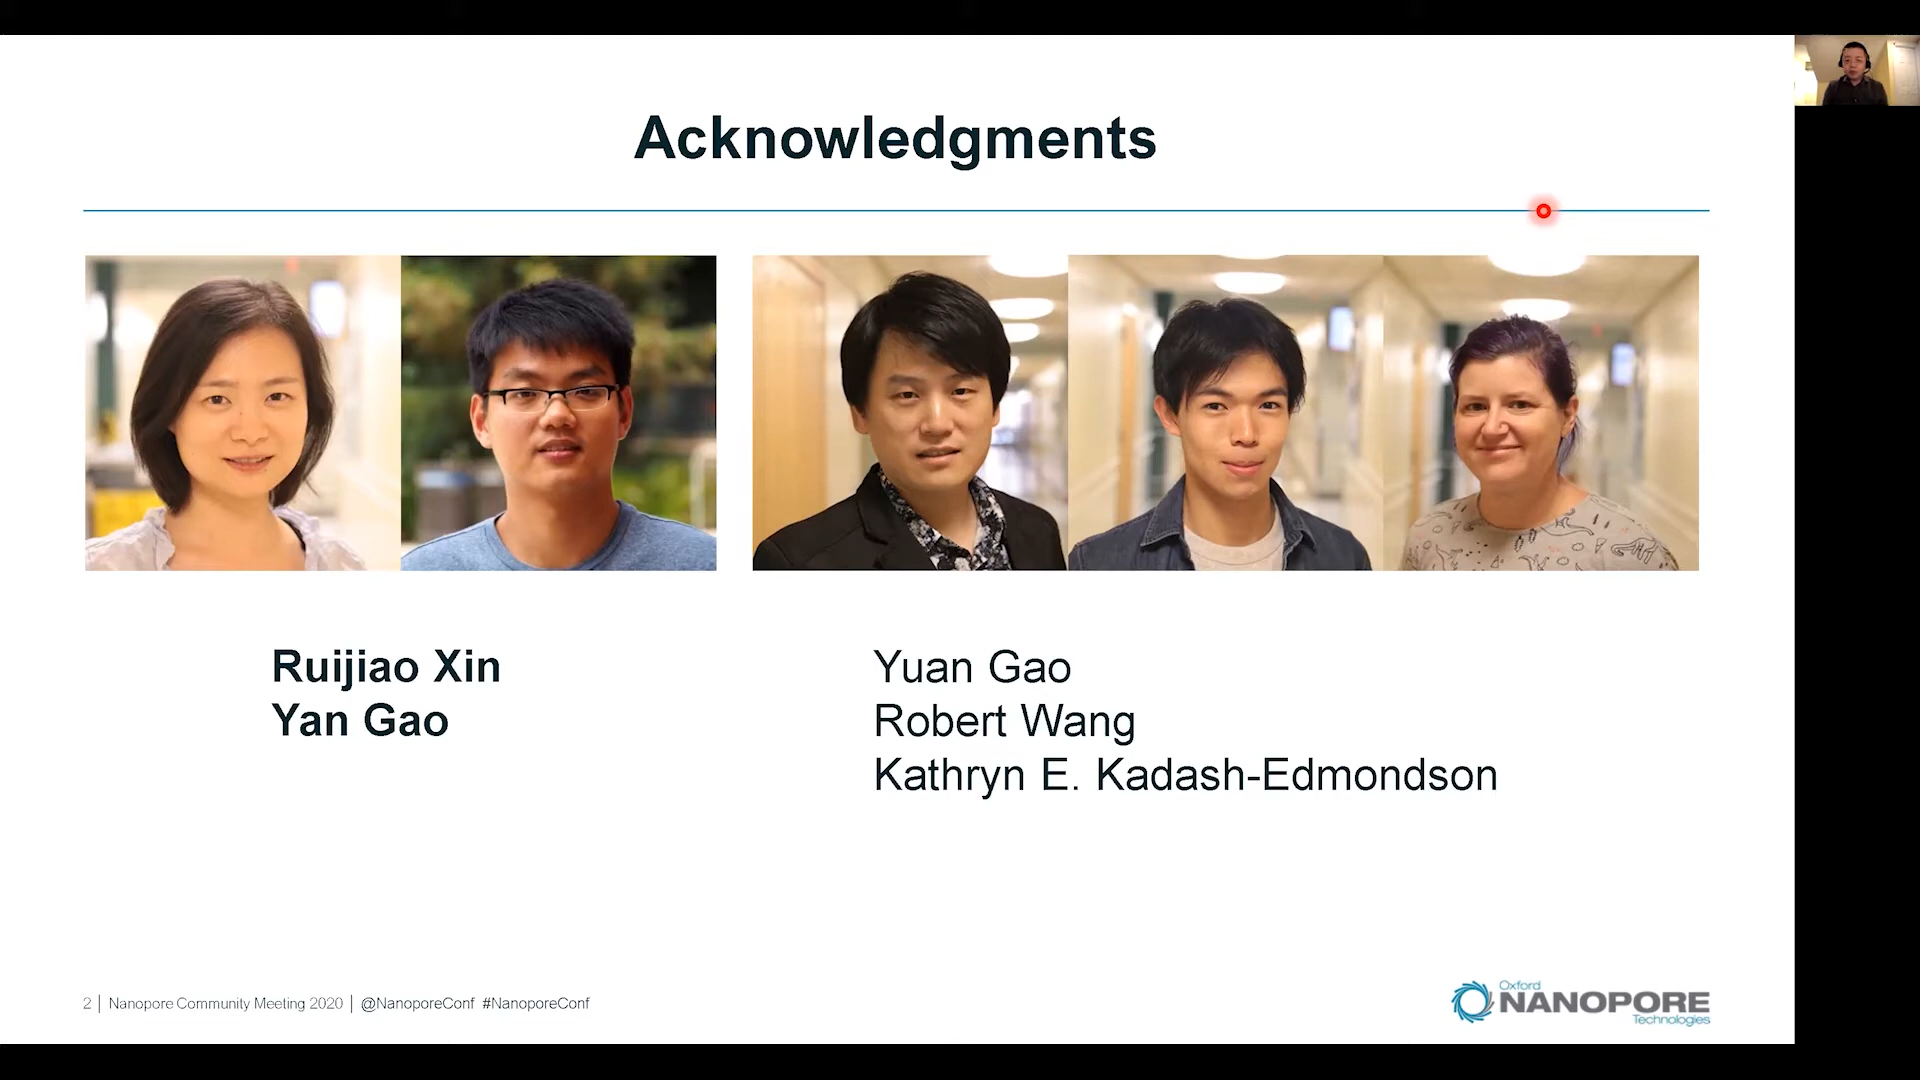 Acknowledgments
Ruijiao Xin
Yan Gao
Yuan Gao
Robert Wang
Kathryn E. Kadash-Edmondson
2 | Nanopore Community Meeting 2020 | @NanoporeConf #NanoporeConf
Oxford
NANOPORE
Technologies